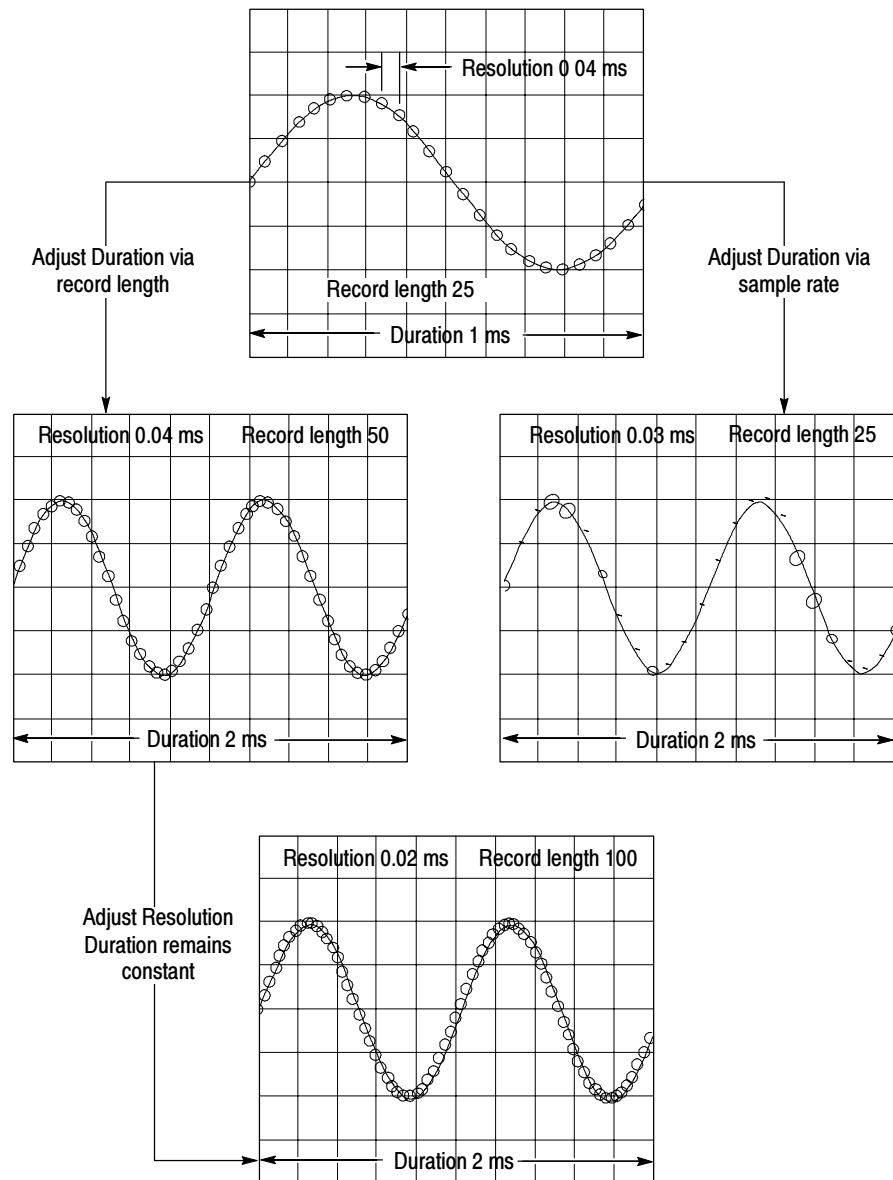 Resolution 0 04 ms
Adjust Duration via
record length
Adjust Duration via
sample rate
Record length 25
Duration 1 ms
Resolution 0.04 ms Record length 50
Duration 2 ms
Resolution 0.03 ms Record length 25
Duration 2 ms
Adjust Resolution
Duration remains
constant
Resolution 0.02 ms Record length 100
Duration 2 ms